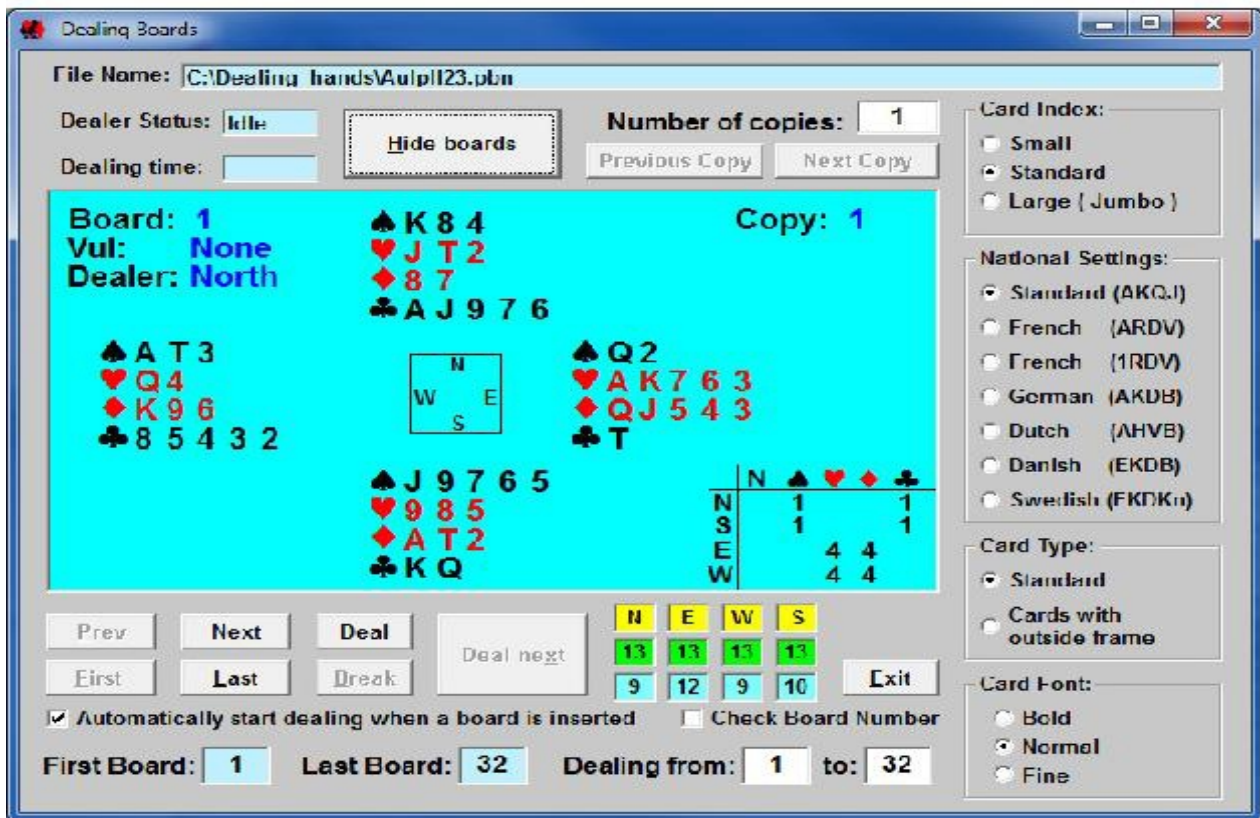 Dealing Boards
File Name: C:\Dealing hands\Aulpll23.pbn
Dealer Status: Idle
Hide boards
Number of copies: 1
Dealing time:
Previous Copy Next Copy
Board: 1
Vul: None
Dealer: North
Copy: 1
♠ K 8 4
♥ J T 2
♦ 8 7
♣ A J 9 7 6
♠ A T 3
♥ Q 4
♦ K 9 6
♣ 8 5 4 3 2
N
W E
S
♠ Q 2
♥ A K 7 6 3
♦ Q J 5 4 3
♣ T
♠ J 9 7 6 5
♥ 9 8 5
♦ A T 2
♣ K Q
N ♠ ♥ ♦ ♣
N 1 1
S 1 1
E 4 4
W 4 4
Prev Next Deal Deal next
First Last Break
N E W S
13 13 13 13
9 12 9 10
Exit
Automatically start dealing when a board is inserted Check Board Number
First Board: 1 Last Board: 32 Dealing from: 1 to: 32
Card Index:
Small
Standard
Large ( Jumbo )
National Settings:
Standard (AKQJ)
French (ARDV)
French (1RDV)
German (AKDB)
Dutch (AHVB)
Danish (EKDB)
Swedish (EKDKn)
Card Type:
Standard
Cards with
outside frame
Card Font:
Bold
Normal
Fine